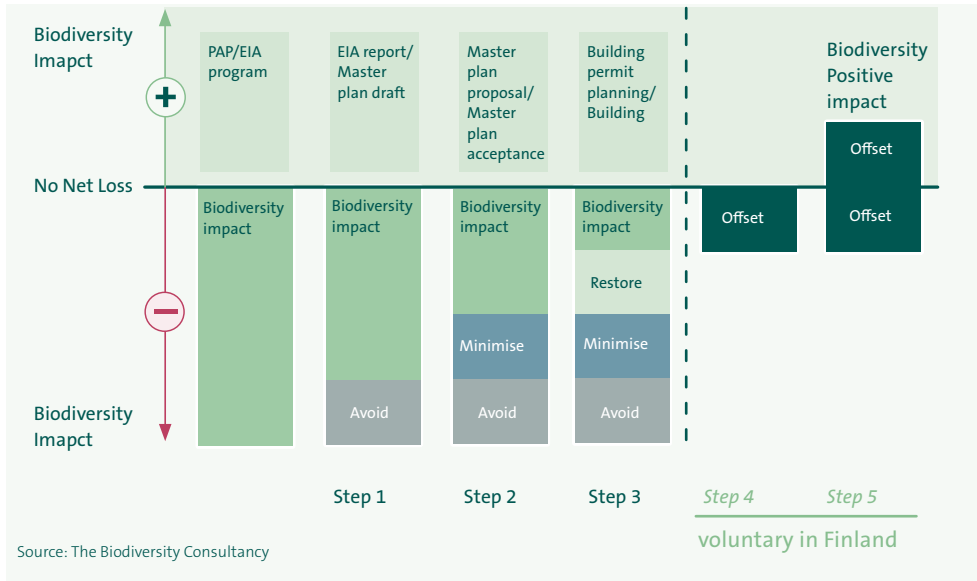 Biodiversity
Imapct
PAP/EIA
program
EIA report/
Master
plan draft
Master
plan
proposal/
Master
plan
acceptance
Building
permit
planning/
Building
Biodiversity
Positive
impact
Offset
No Net Loss
Biodiversity
impact
Biodiversity
impact
Biodiversity
impact
Biodiversity
impact
Offset
Offset
Restore
Minimise
Minimise
Biodiversity
Imapct
Avoid
Avoid
Avoid
Step 1
Step 2
Step 3
Step 4
Step 5
voluntary in Finland
Source: The Biodiversity Consultancy